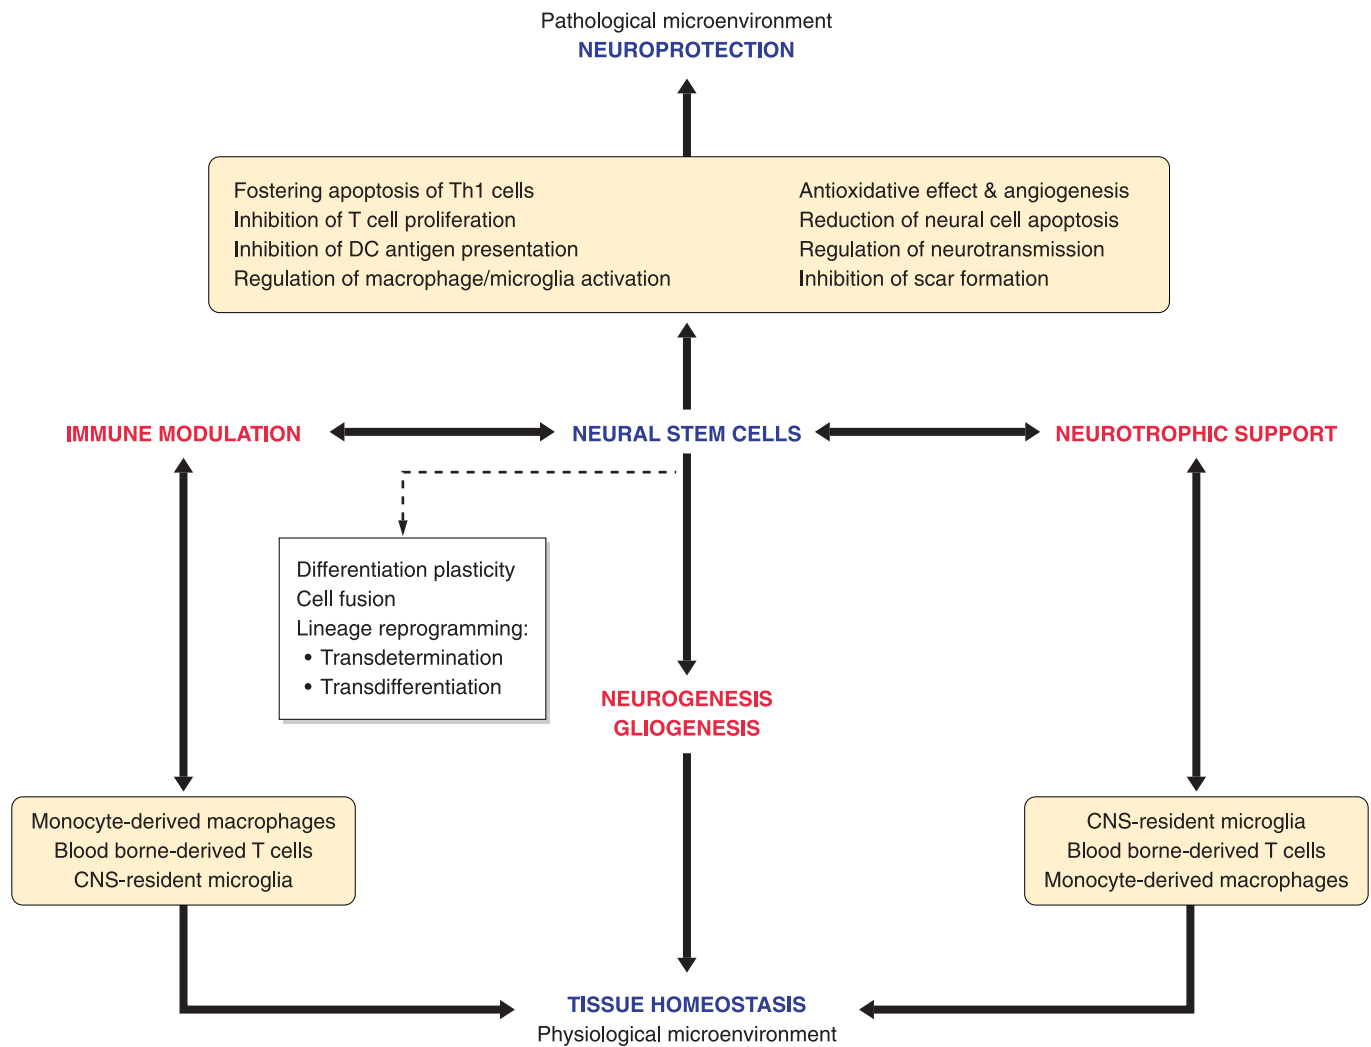 Pathological microenvironment
NEUROPROTECTION
Fostering apoptosis of Th1 cells
Inhibition of T cell proliferation
Inhibition of DC antigen presentation
Regulation of macrophage/microglia activation
Antioxidative effect & angiogenesis
Reduction of neural cell apoptosis
Regulation of neurotransmission
Inhibition of scar formation
IMMUNE MODULATION
NEURAL STEM CELLS
NEUROTROPHIC SUPPORT
Differentiation plasticity
Cell fusion
Lineage reprogramming:
• Transdetermination
• Transdifferentiation
NEUROGENESIS
GLIOGENESIS
Monocyte-derived macrophages
Blood borne-derived T cells
CNS-resident microglia
CNS-resident microglia
Blood borne-derived T cells
Monocyte-derived macrophages
TISSUE HOMEOSTASIS
Physiological microenvironment